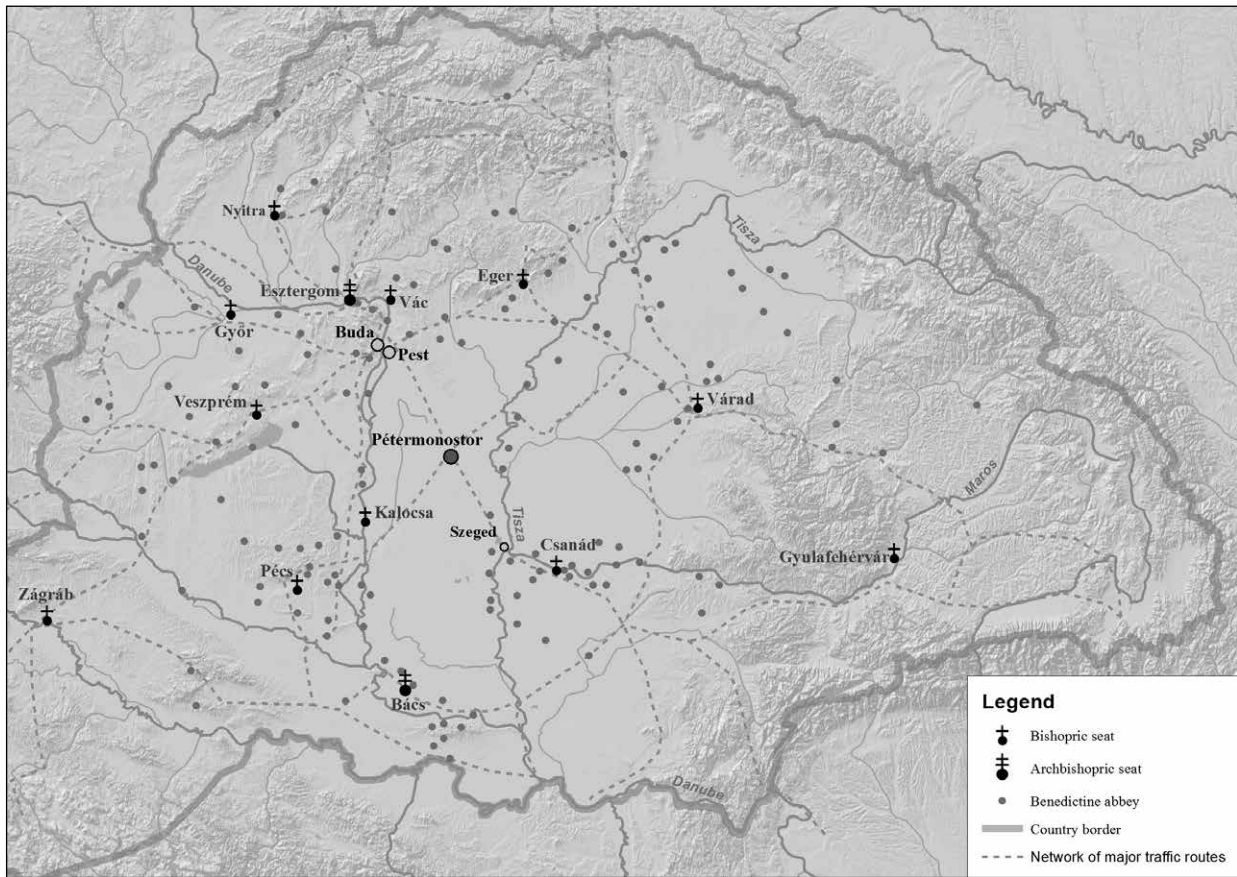 Nyitra
Tisza
Danube
Esztergom
Eger
Vác
Győr
Buda
Pest
Veszprém
Várad
Pétermonostor
Maros
Kalocsa
Tisza
Szeged
Csanád
Gyulafehérvár
Pécs
Zágráb
Bács
Danube
Legend
Bishopric seat
Archbishopric seat
Benedictine abbey
Country border
Network of major traffic routes